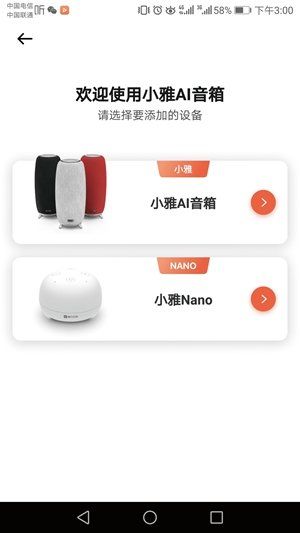 中国电信
中国联通
听
58%
下午3:00
欢迎使用小雅AI音箱
请选择要添加的设备
小雅
小雅AI音箱
NANO
小雅Nano